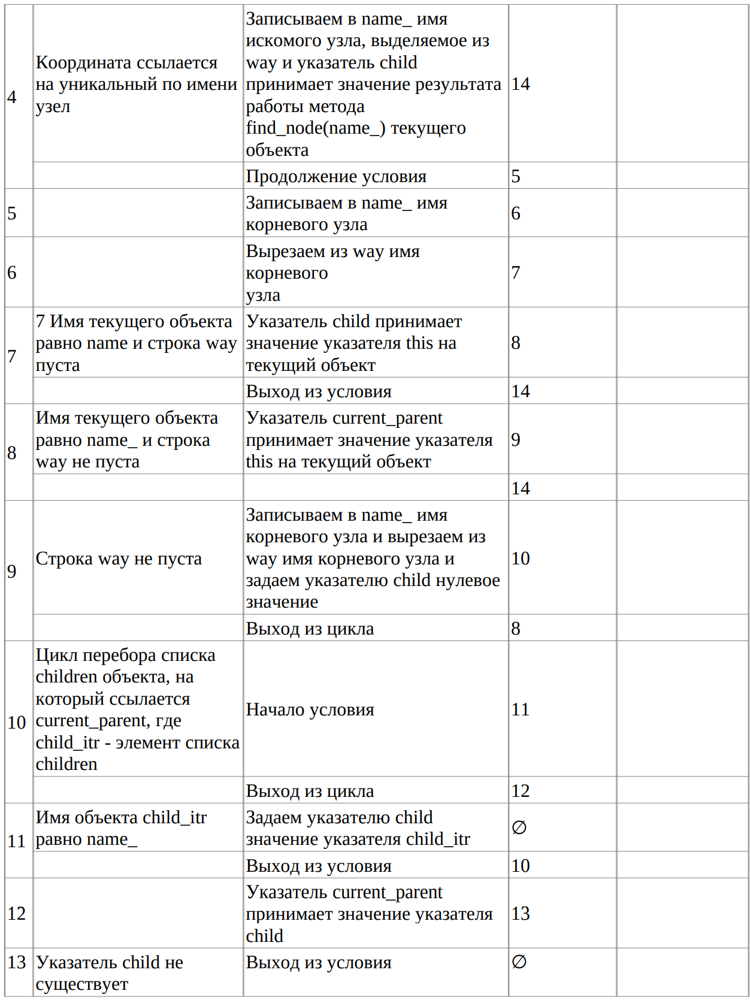 4
Координата ссылается
на уникальный по имени
узел
Записываем в name_ имя
искомого узла, выделяемое из
way и указатель child
принимает значение результата
работы метода
find_node(name_) текущего
объекта
14
Продолжение условия
5
5
Записываем в name_ имя
корневого узла
6
6
Вырезаем из way имя
корневого
узла
7
7
7 Имя текущего объекта
равно name и строка way
пуста
Указатель child принимает
значение указателя this на
текущий объект
8
Выход из условия
14
8
Имя текущего объекта
равно name_ и строка
way не пуста
Указатель current_parent
принимает значение указателя
this на текущий объект
9
14
9
Строка way не пуста
Записываем в name_ имя
корневого узла и вырезаем из
way имя корневого узла и
задаем указателю child нулевое
значение
10
Выход из цикла
8
10
Цикл перебора списка
children объекта, на
который ссылается
current_parent, где
child_itr - элемент списка
children
Начало условия
11
Выход из цикла
12
11
Имя объекта child_itr
равно name_
Задаем указателю child
значение указателя child_itr
∅
Выход из условия
10
12
Указатель current_parent
принимает значение указателя
child
13
13
Указатель child не
существует
Выход из условия
∅